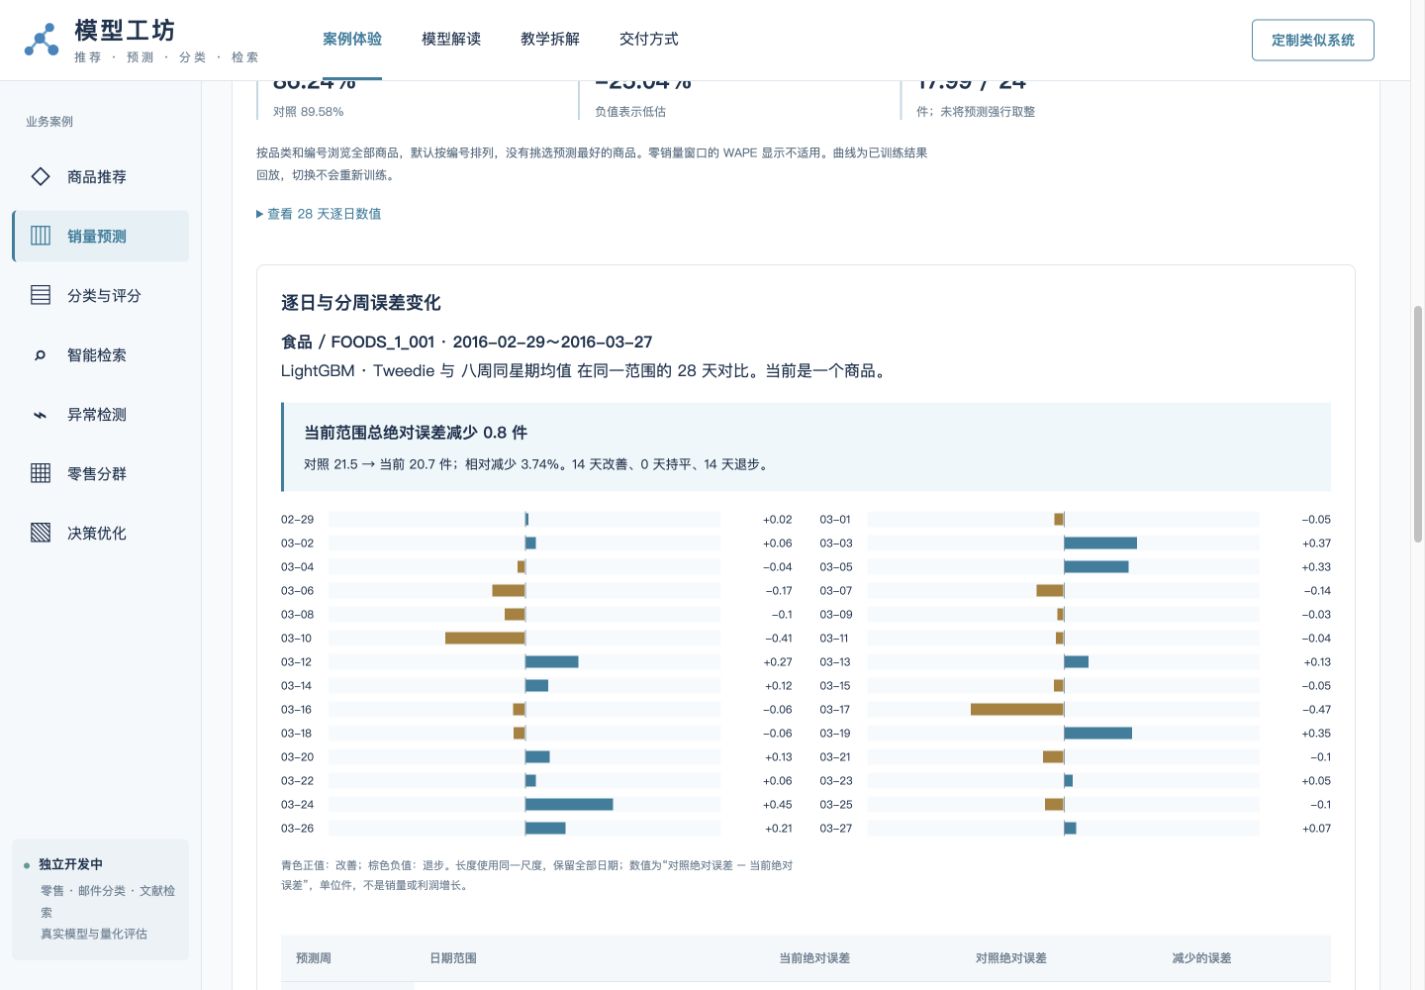 模型工坊
推荐 · 预测 · 分类 · 检索
案例体验
模型解读
教学拆解
交付方式
定制类似系统
业务案例
商品推荐
销量预测
分类与评分
智能检索
异常检测
零售分群
决策优化
独立开发中
零售 · 邮件分类 · 文献检
索
真实模型与量化评估
86.24%
-25.04%
17.99 / 24
对照 89.58%
负值表示低估
件；未将预测强行取整
按品类和编号浏览全部商品，默认按编号排列，没有挑选预测最好的商品。零销量窗口的 WAPE 显示不适用。曲线为已训练结果
回放，切换不会重新训练。
▶ 查看 28 天逐日数值
逐日与分周误差变化
食品 / FOODS_1_001 · 2016-02-29～2016-03-27
LightGBM · Tweedie 与 八周同星期均值 在同一范围的 28 天对比。当前是一个商品。
当前范围总绝对误差减少 0.8 件
对照 21.5 → 当前 20.7 件；相对减少 3.74%。14 天改善、0 天持平、14 天退步。
02-29 +0.02 03-01 -0.05
03-02 +0.06 03-03 +0.37
03-04 -0.04 03-05 +0.33
03-06 -0.17 03-07 -0.14
03-08 -0.1 03-09 -0.03
03-10 -0.41 03-11 -0.04
03-12 +0.27 03-13 +0.13
03-14 +0.12 03-15 -0.05
03-16 -0.06 03-17 -0.47
03-18 -0.06 03-19 +0.35
03-20 +0.13 03-21 -0.1
03-22 +0.06 03-23 +0.05
03-24 +0.45 03-25 -0.1
03-26 +0.21 03-27 +0.07
青色正值：改善；棕色负值：退步。长度使用同一尺度，保留全部日期；数值为“对照绝对误差 — 当前绝对
误差”，单位件，不是销量或利润增长。
预测周 日期范围 当前绝对误差 对照绝对误差 减少的误差